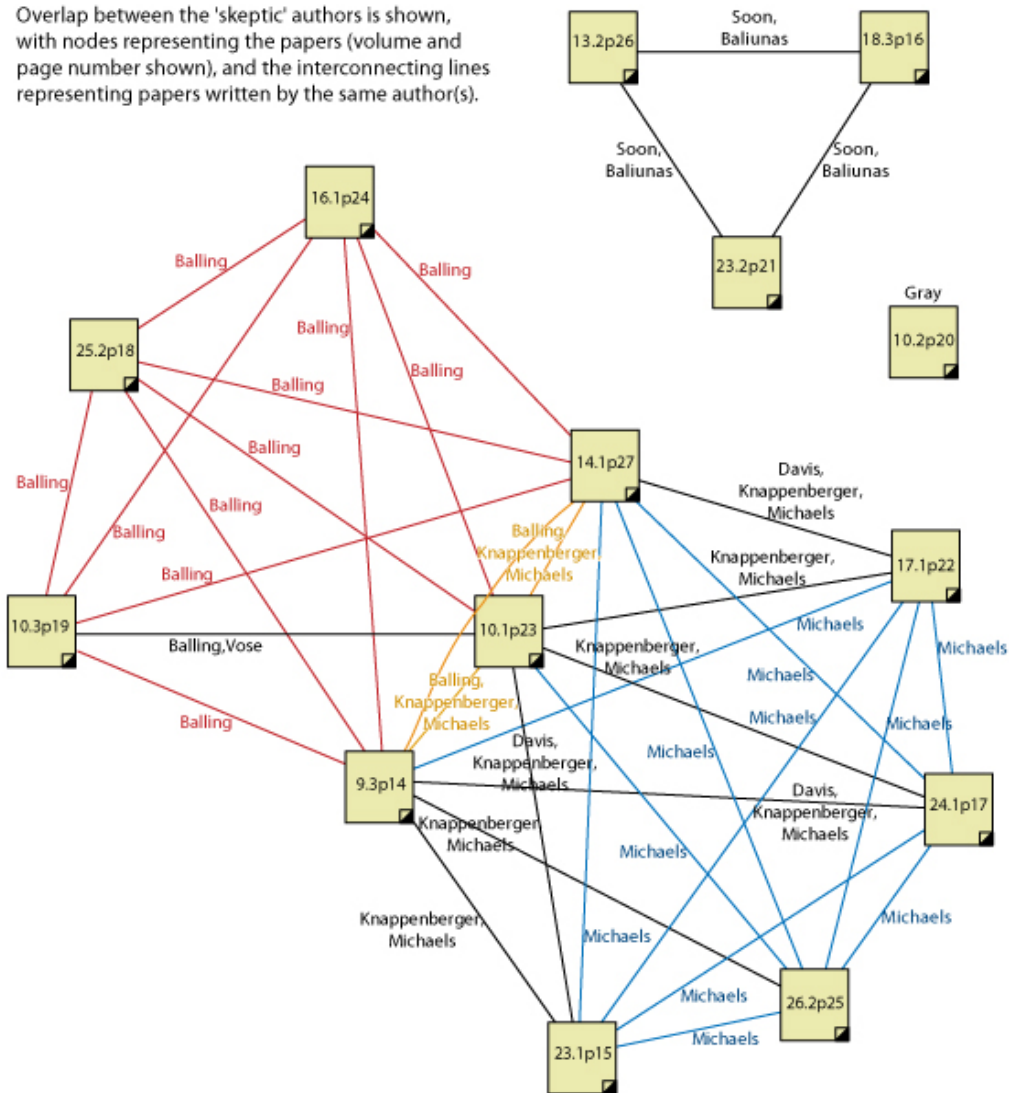 Overlap between the 'skeptic' authors is shown,
with nodes representing the papers (volume and
page number shown), and the interconnecting lines
representing papers written by the same author(s).
13.2p26
Soon,
Baliunas
18.3p16
Soon,
Baliunas
Soon,
Baliunas
23.2p21
Gray
10.2p20
16.1p24
Balling
Balling
25.2p18
Balling
Balling
Balling
Balling
Balling
Balling
Balling
Balling
14.1p27
Davis,
Knappenberger,
Michaels
Balling,
Knappenberger,
Michaels
Knappenberger,
Michaels
17.1p22
10.3p19
Balling,Vose
10.1p23
Michaels
Knappenberger,
Michaels
Michaels
Michaels
Balling
Balling,
Knappenberger,
Michaels
Michaels
Michaels
Michaels
9.3p14
Davis,
Knappenberger,
Michaels
Davis,
Knappenberger,
Michaels
24.1p17
Knappenberger,
Michaels
Michaels
Knappenberger,
Michaels
Michaels
Michaels
Michaels
26.2p25
Michaels
23.1p15